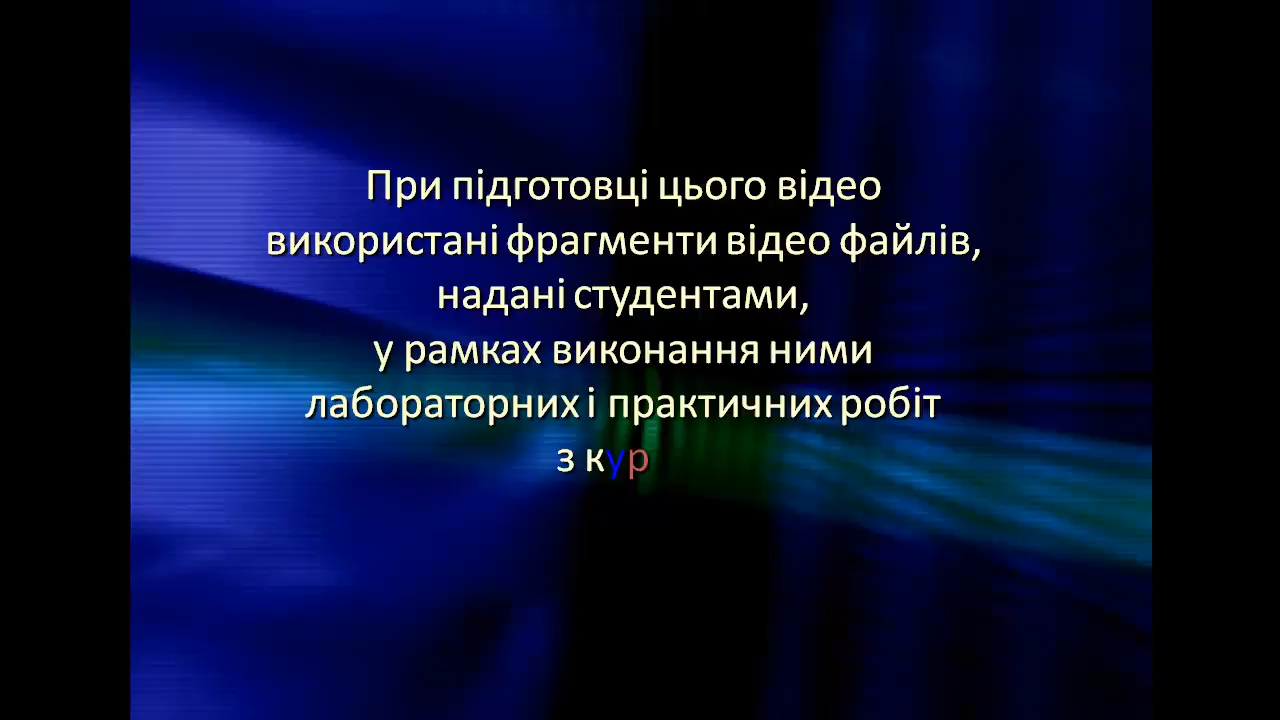 При підготовці цього відео
використані фрагменти відео файлів,
надані студентами,
у рамках виконання ними
лабораторних і практичних робіт
з кур